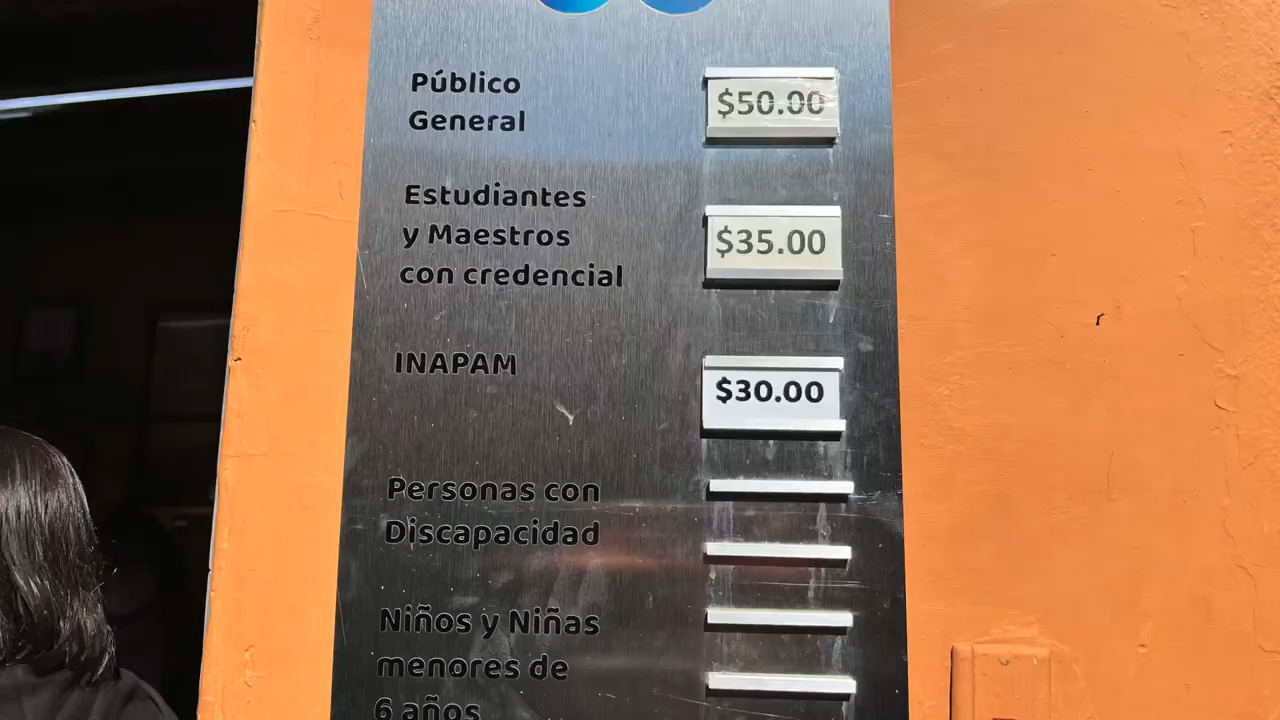 Público
General
$50.00
Estudiantes
y Maestros
con credencial
$35.00
INAPAM
$30.00
Personas con
Discapacidad
Niños y Niñas
menores de
6 años